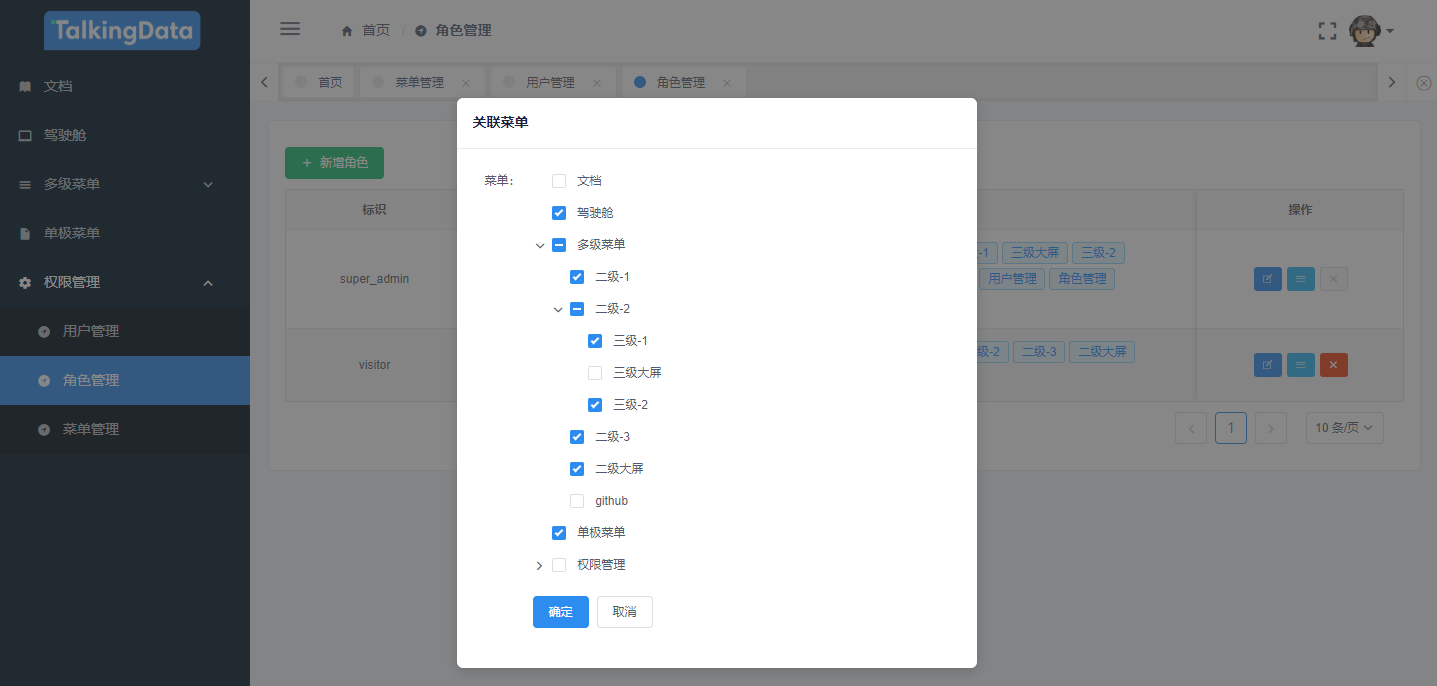 TalkingData
文档
驾驶舱
多级菜单
单极菜单
权限管理
用户管理
角色管理
菜单管理
首页 / 角色管理
首页 菜单管理 用户管理 角色管理
+ 新增角色
标识 操作
super_admin
-1 三级大屏 三级-2
用户管理 角色管理
visitor
级-2 二级-3 二级大屏
1 10 条/页
关联菜单
菜单:
文档
驾驶舱
多级菜单
二级-1
二级-2
三级-1
三级大屏
三级-2
二级-3
二级大屏
github
单极菜单
权限管理
确定 取消